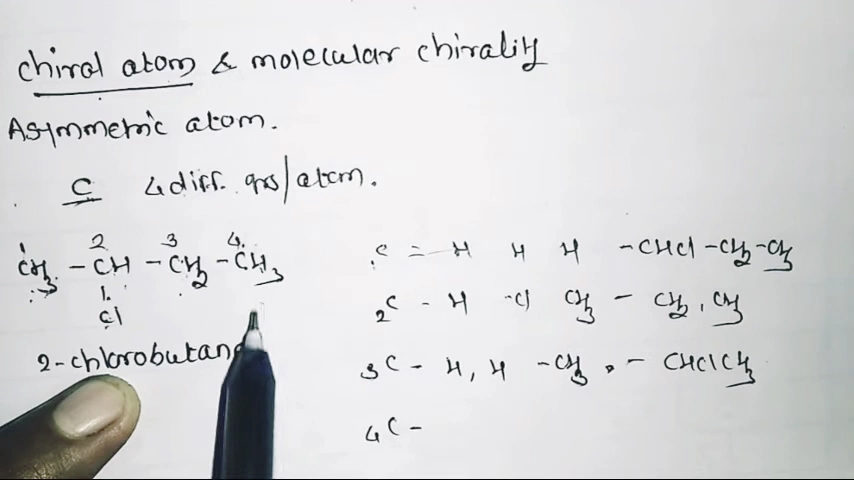 chiral atom & molecular chirality
Asymmetric atom.
C 4 diff. grs/atom.
1 2 3 4.
CH3 - CH - CH2 - CH3
Cl
2-chlorobutan
1C = H H H - CHCl - CH2 - CH3
2C - H - Cl CH3 - CH2, CH3
3C - H, H - CH3, - CHClCH3
4C -